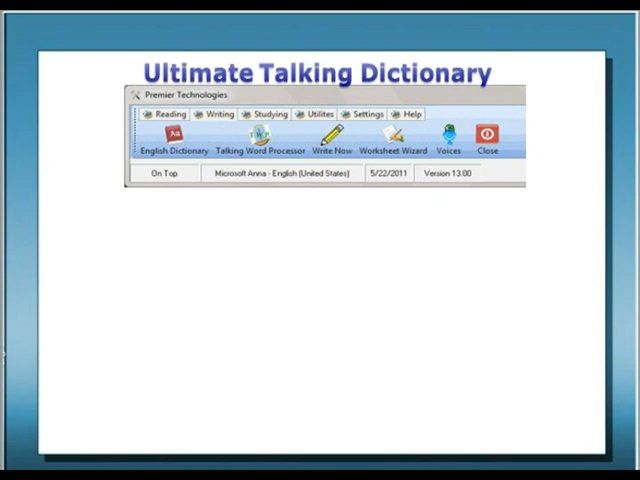 Ultimate Talking Dictionary
Premier Technologies
Reading Writing Studying Utilites Settings Help
English Dictionary Talking Word Processor Write Now Worksheet Wizard Voices Close
On Top Microsoft Anna - English (United States) 5/22/2011 Version 13.00